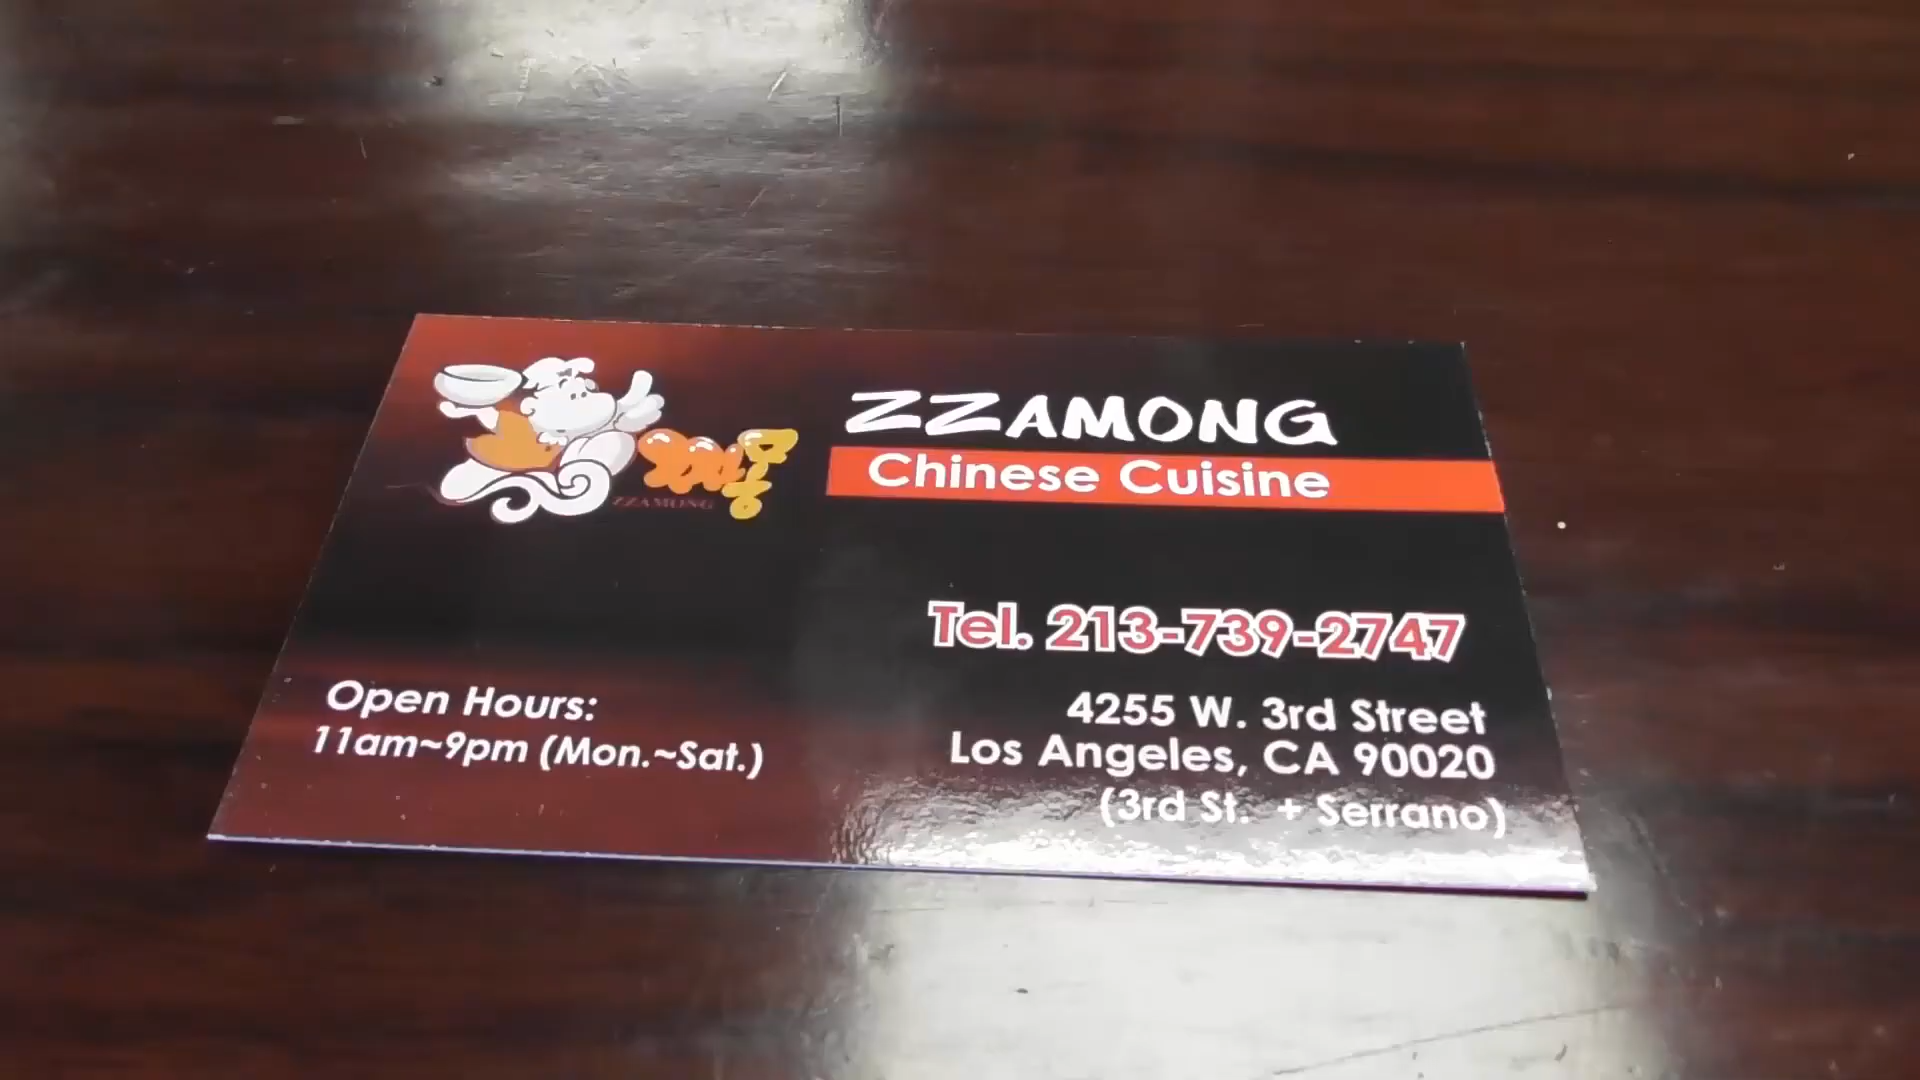 ZZAMONG
짜몽
ZZAMONG
Chinese Cuisine
Tel. 213-739-2747
Open Hours:
11am~9pm (Mon.~Sat.)
4255 W. 3rd Street
Los Angeles, CA 90020
(3rd St. + Serrano)